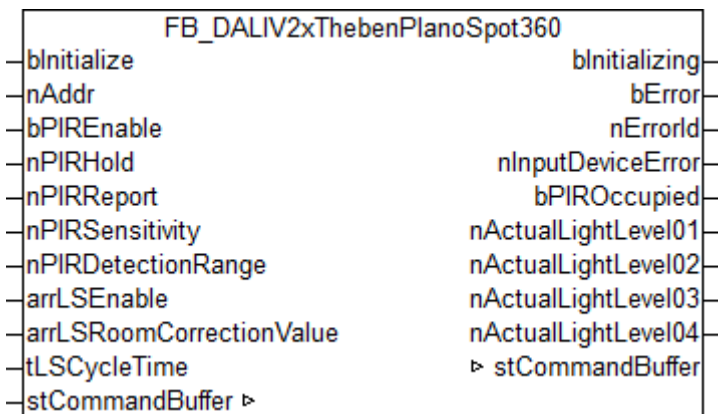 FB_DALIV2xThebenPlanoSpot360
bInitialize bInitializing
nAddr bError
bPIREnable nErrorId
nPIRHold nInputDeviceError
nPIRReport bPIROccupied
nPIRSensitivity nActualLightLevel01
nPIRDetectionRange nActualLightLevel02
arrLSEnable nActualLightLevel03
arrLSRoomCorrectionValue nActualLightLevel04
tLSCycleTime ▹ stCommandBuffer
stCommandBuffer ▹